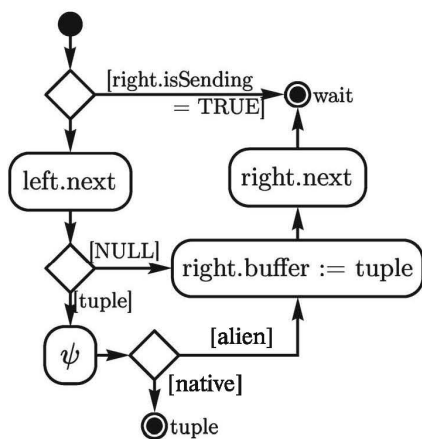 [right.isSending
= TRUE]
wait
left.next
right.next
[NULL]
right.buffer := tuple
[tuple]
ψ
[alien]
[native]
tuple